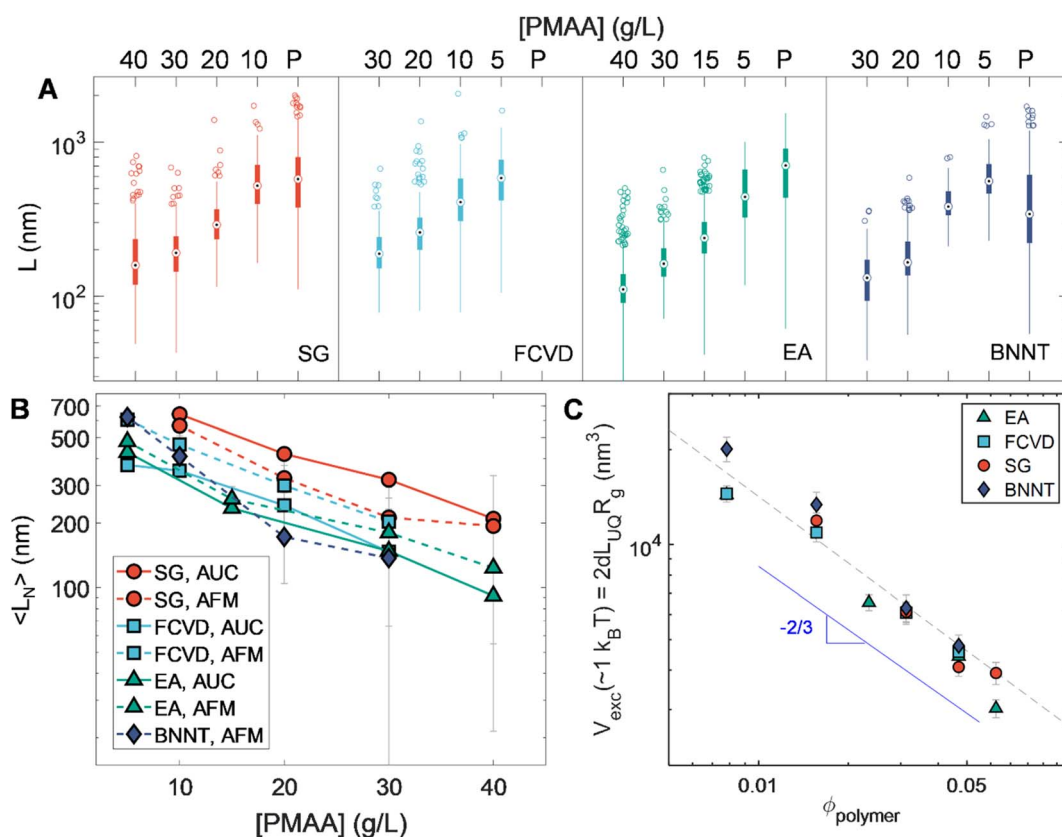 [PMAA] (g/L)
40 30 20 10 P 30 20 10 5 P 40 30 15 5 P 30 20 10 5 P
A
10³
10²
L (nm)
SG FCVD EA BNNT
B
700
500
300
200
100
<L_N>
SG, AUC
SG, AFM
FCVD, AUC
FCVD, AFM
EA, AUC
EA, AFM
BNNT, AFM
10 20 30 40
[PMAA] (g/L)
C
EA
FCVD
SG
BNNT
10⁴
V_exc(~1 k_BT) = 2dL_UQR_g (nm³)
-2/3
0.01 0.05
ϕ_polymer